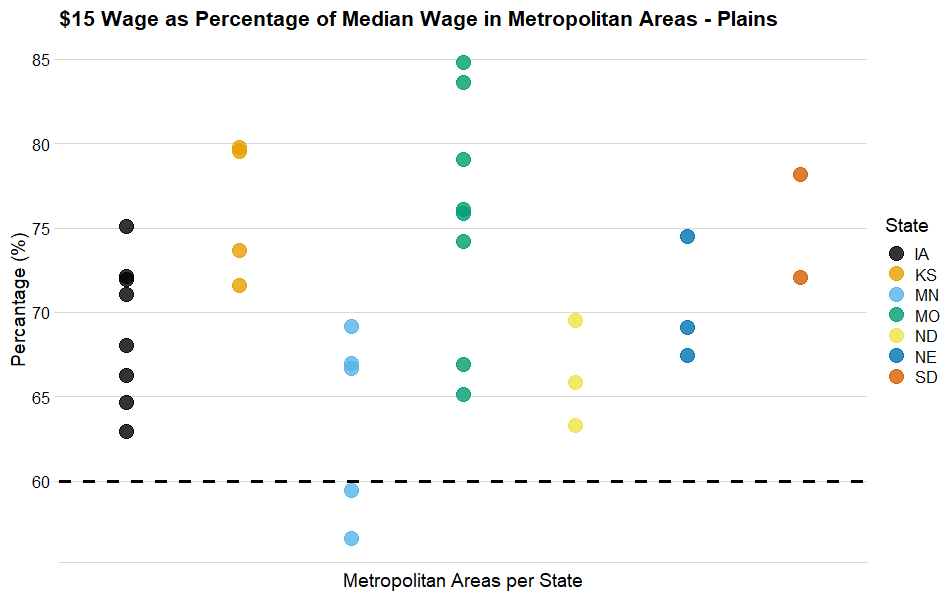 $15 Wage as Percentage of Median Wage in Metropolitan Areas - Plains
85
80
75
70
65
60
Percantage (%)
Metropolitan Areas per State
State
IA
KS
MN
MO
ND
NE
SD